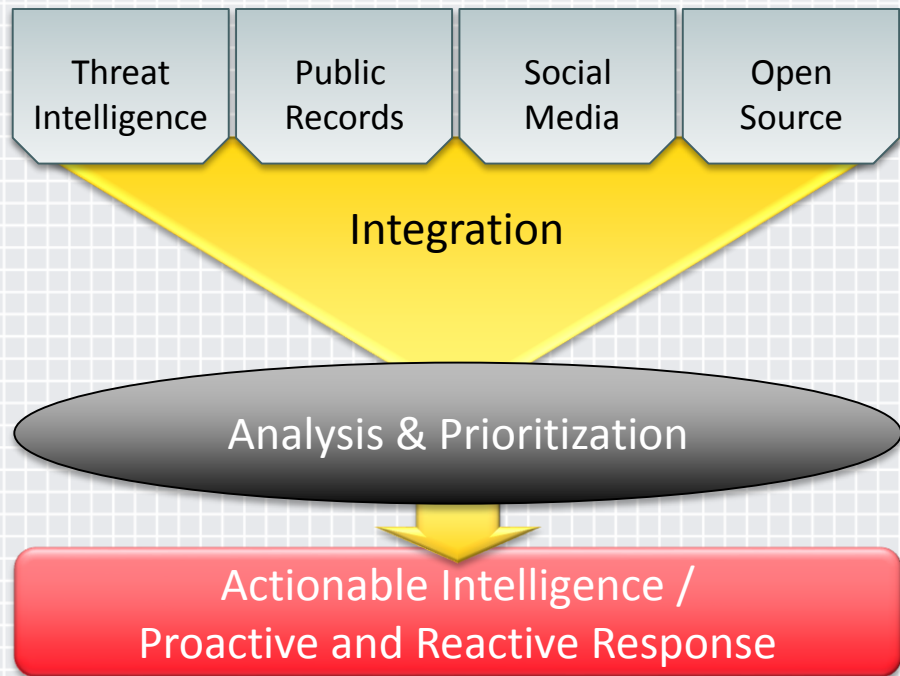 Threat
Intelligence
Public
Records
Social
Media
Open
Source
Integration
Analysis & Prioritization
Actionable Intelligence /
Proactive and Reactive Response